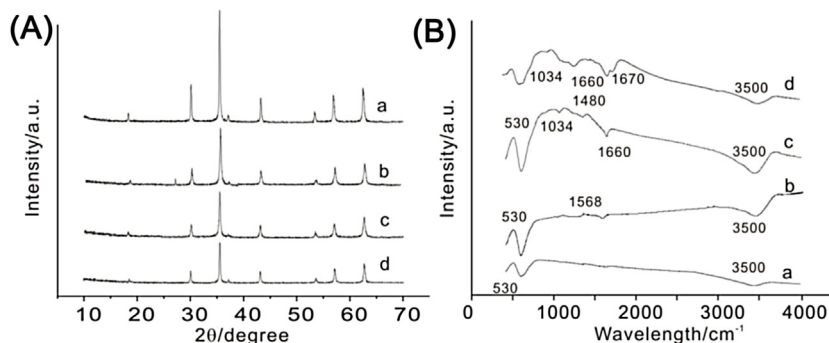 (A)
Intensity/a.u.
a
b
c
d
10 20 30 40 50 60 70
2θ/degree
(B)
Intensity/a.u.
1034 1660 1670 3500 d
1480
530 1034 c
1660 3500
b
1568
530 3500
3500 a
530
0 1000 2000 3000 4000
Wavelength/cm⁻¹